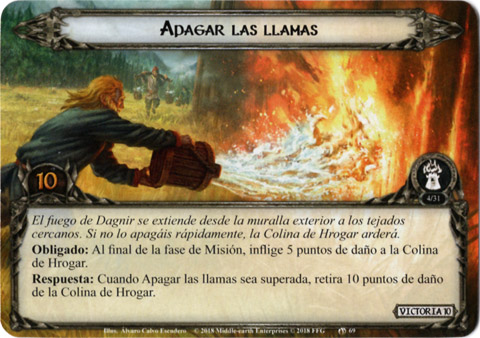 Apagar las llamas
10
4/31
El fuego de Dagnir se extiende desde la muralla exterior a los tejados
cercanos. Si no lo apagáis rápidamente, la Colina de Hrogar arderá.
Obligado: Al final de la fase de Misión, inflige 5 puntos de daño a la Colina
de Hrogar.
Respuesta: Cuando Apagar las llamas sea superada, retira 10 puntos de daño
de la Colina de Hrogar.
Victoria 10
Ilus. Álvaro Calvo Escudero © 2018 Middle-earth Enterprises © 2018 FFG 69